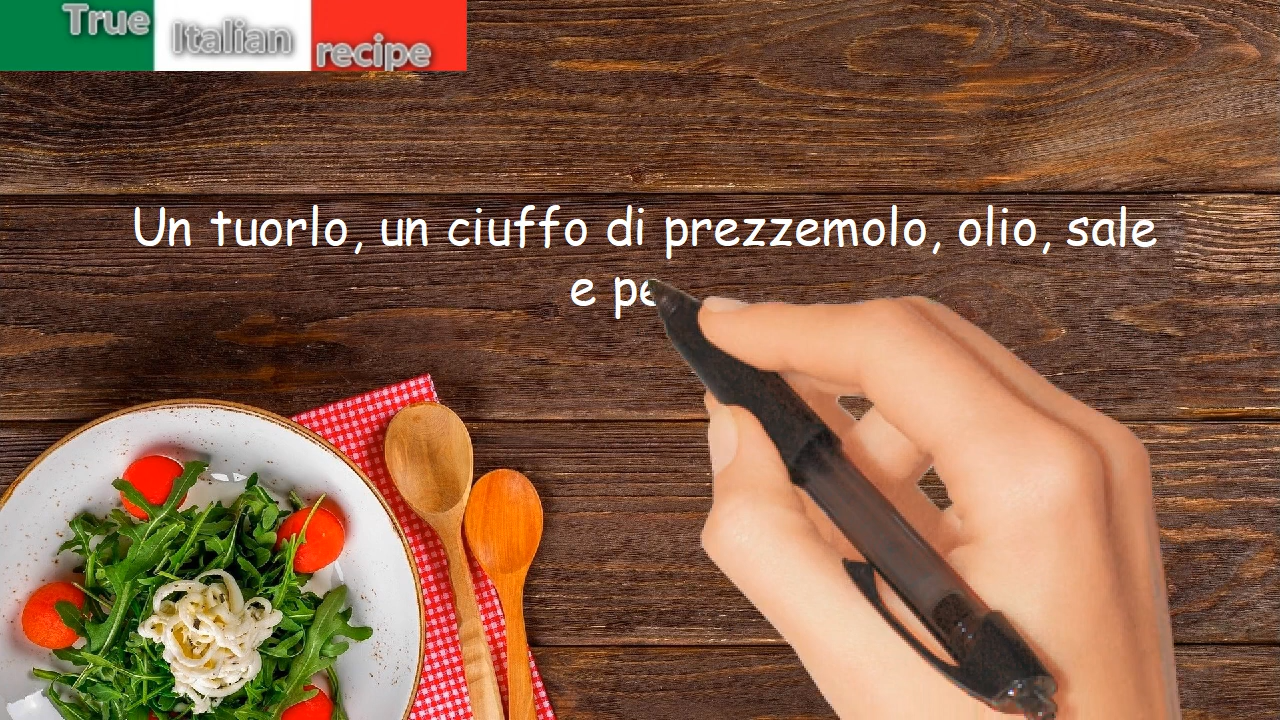 True Italian recipe
Un tuorlo, un ciuffo di prezzemolo, olio, sale
e pe